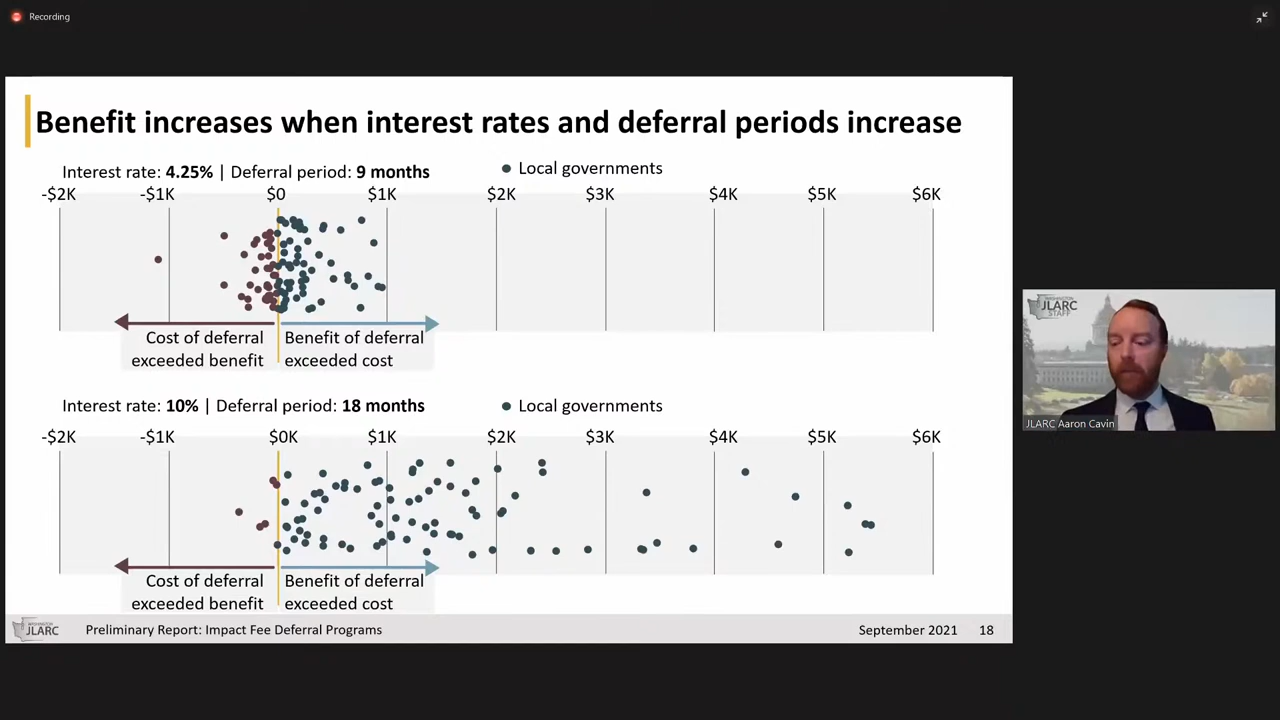 Recording
Benefit increases when interest rates and deferral periods increase
Interest rate: 4.25% | Deferral period: 9 months
Local governments
-$2K -$1K $0 $1K $2K $3K $4K $5K $6K
Cost of deferral
exceeded benefit
Benefit of deferral
exceeded cost
Interest rate: 10% | Deferral period: 18 months
Local governments
-$2K -$1K $0K $1K $2K $3K $4K $5K $6K
Cost of deferral
exceeded benefit
Benefit of deferral
exceeded cost
WASHINGTON
JLARC
Preliminary Report: Impact Fee Deferral Programs
September 2021 18
WASHINGTON
JLARC
STAFF
JLARC Aaron Cavin